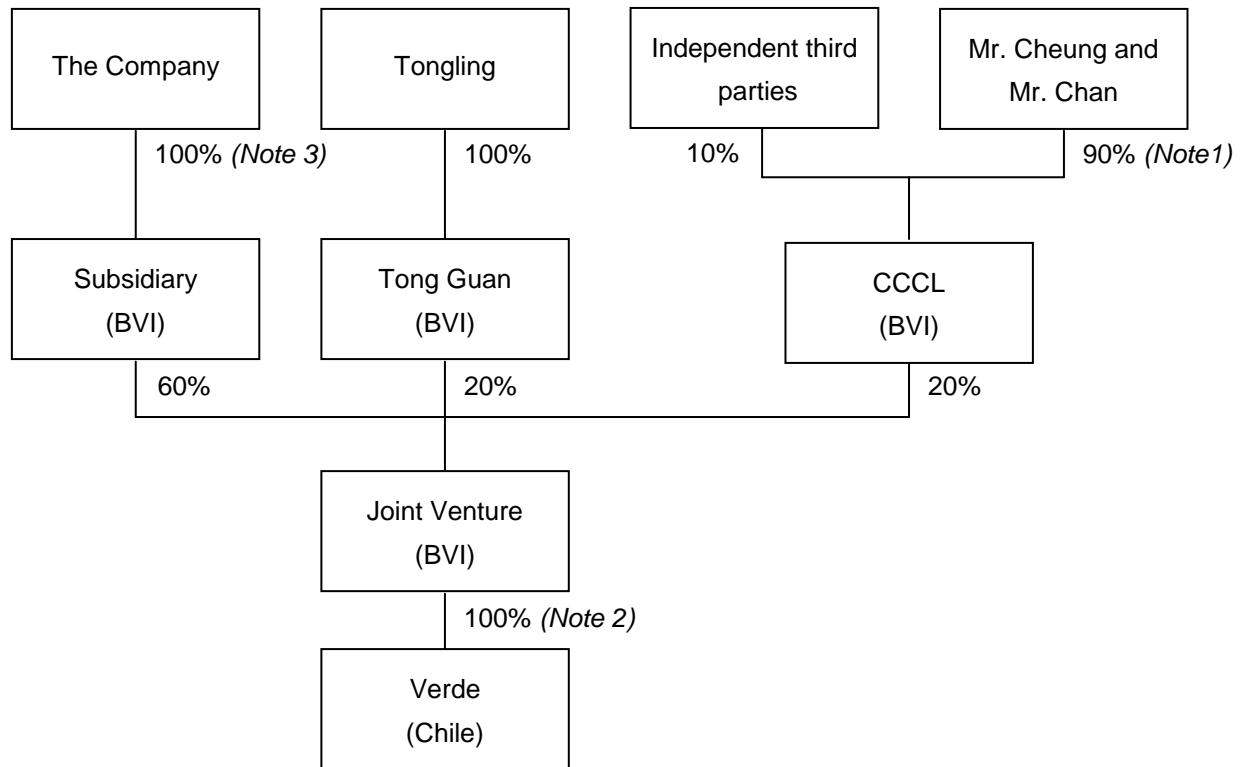 The Company
Tongling
Independent third
parties
Mr. Cheung and
Mr. Chan
100% (Note 3)
100%
10%
90% (Note1)
Subsidiary
(BVI)
Tong Guan
(BVI)
CCCL
(BVI)
60%
20%
20%
Joint Venture
(BVI)
100% (Note 2)
Verde
(Chile)